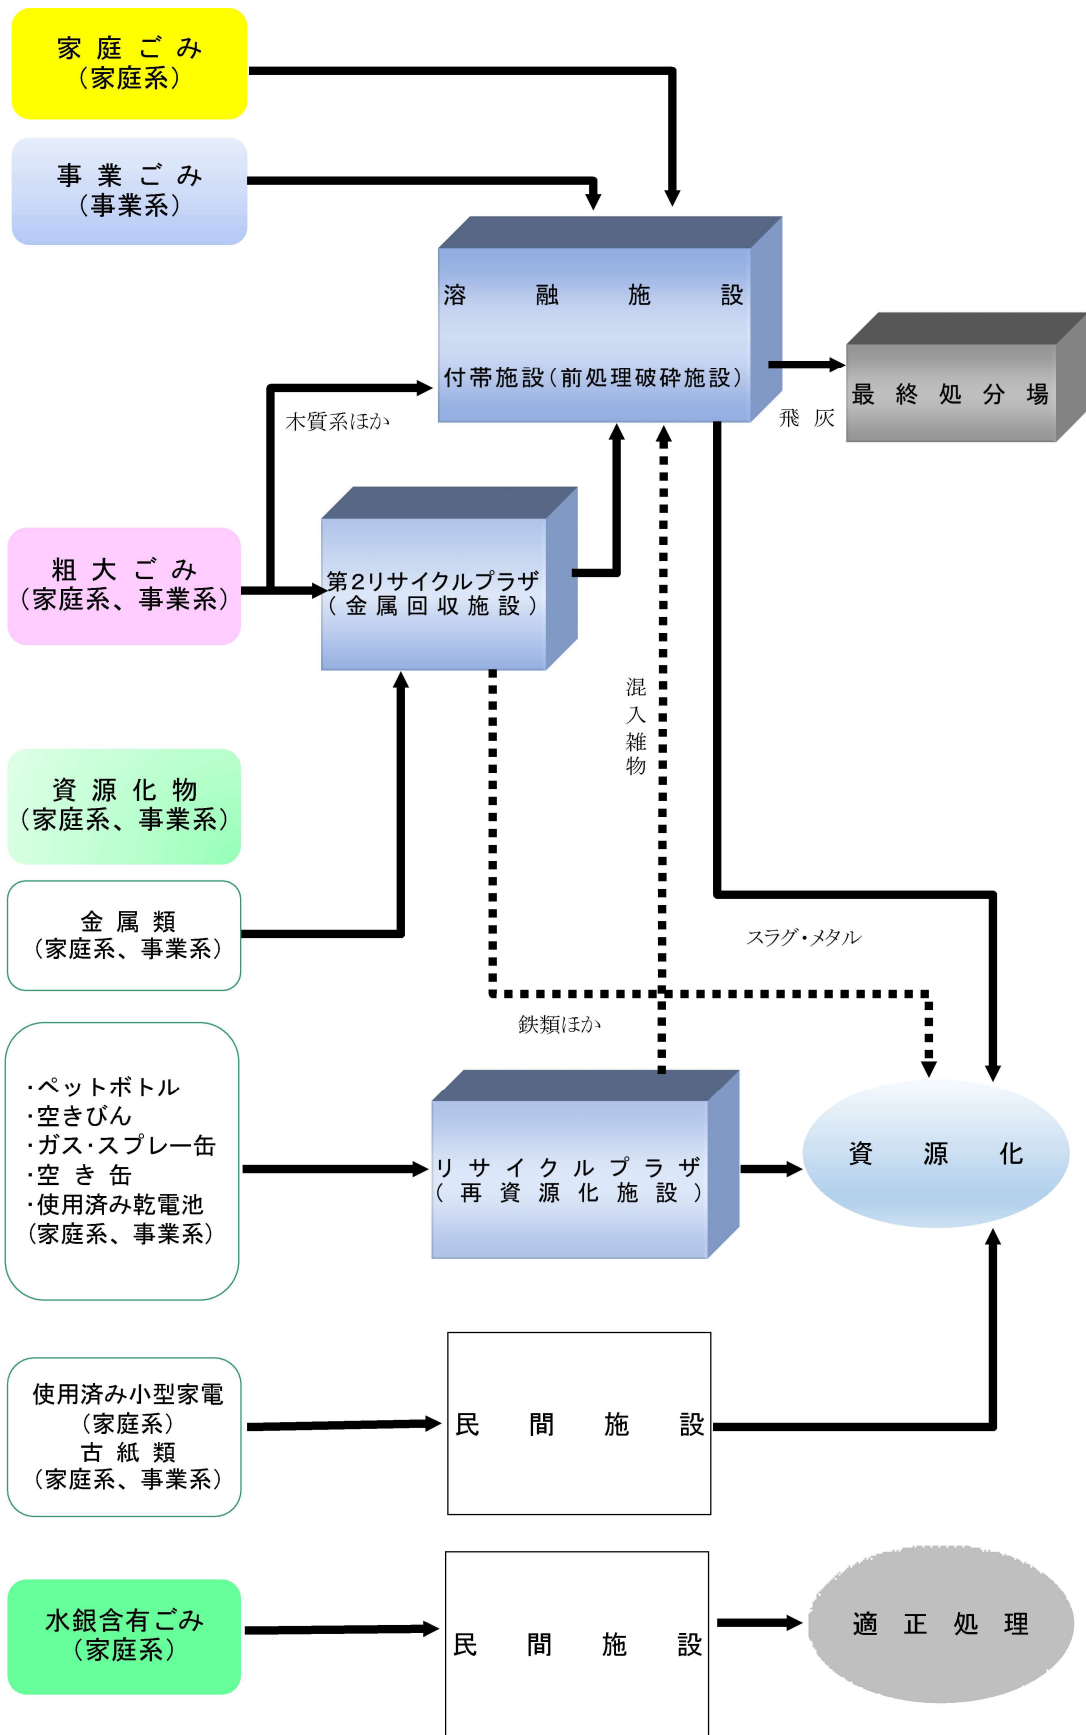 家庭ごみ
（家庭系）
事業ごみ
（事業系）
溶融施設
付帯施設（前処理破砕施設）
最終処分場
飛灰
木質系ほか
粗大ごみ
（家庭系、事業系）
第2リサイクルプラザ
（金属回収施設）
混入雑物
資源化物
（家庭系、事業系）
金属類
（家庭系、事業系）
スラグ・メタル
鉄類ほか
・ペットボトル
・空きびん
・ガス・スプレー缶
・空き缶
・使用済み乾電池
（家庭系、事業系）
リサイクルプラザ
（再資源化施設）
資源化
使用済み小型家電
（家庭系）
古紙類
（家庭系、事業系）
民間施設
水銀含有ごみ
（家庭系）
民間施設
適正処理